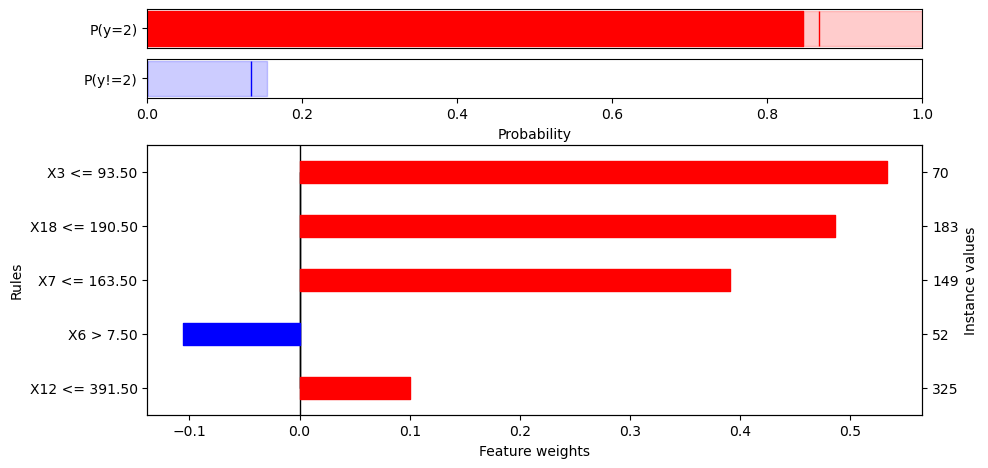 P(y=2)
P(y!=2)
0.0 0.2 0.4 0.6 0.8 1.0
Probability
X3 <= 93.50 70
X18 <= 190.50 183
X7 <= 163.50 149
X6 > 7.50 52
X12 <= 391.50 325
Rules
Instance values
−0.1 0.0 0.1 0.2 0.3 0.4 0.5
Feature weights